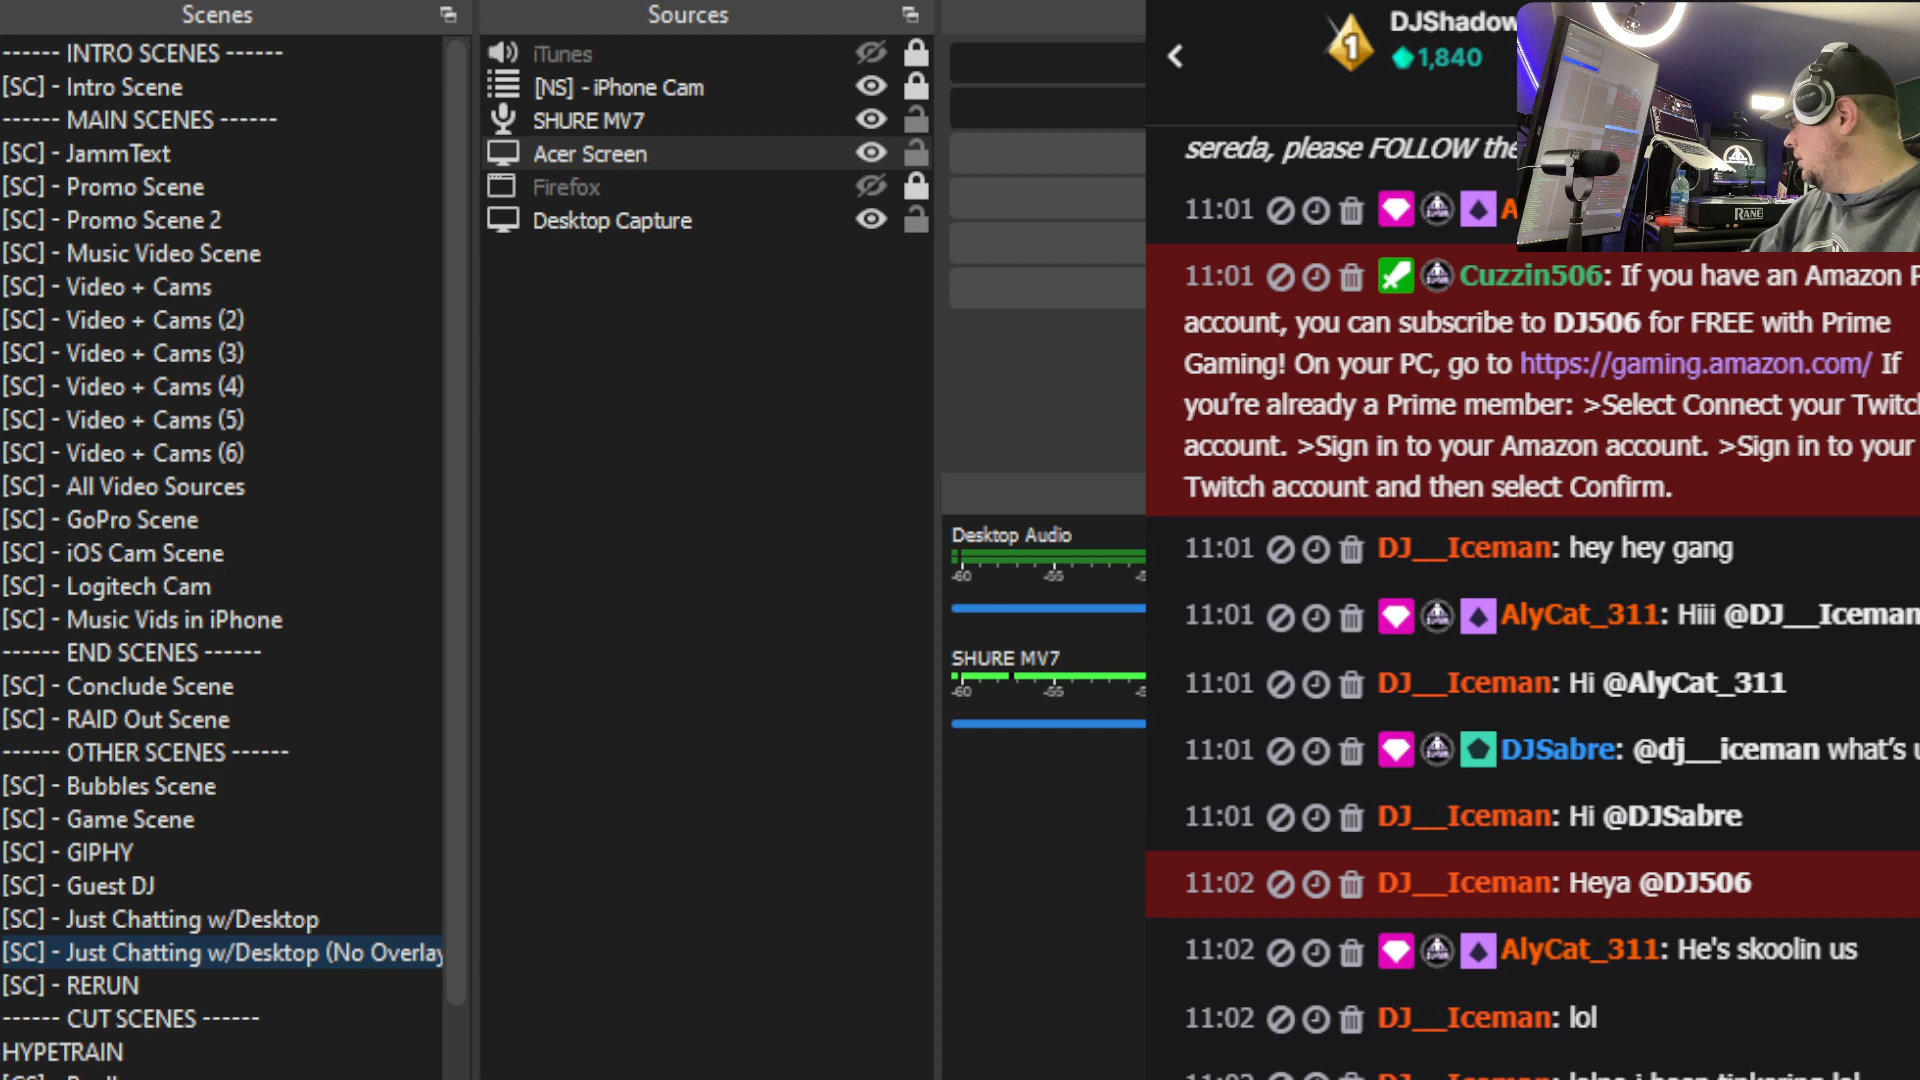 Scenes
------ INTRO SCENES ------
[SC] - Intro Scene
------ MAIN SCENES ------
[SC] - JammText
[SC] - Promo Scene
[SC] - Promo Scene 2
[SC] - Music Video Scene
[SC] - Video + Cams
[SC] - Video + Cams (2)
[SC] - Video + Cams (3)
[SC] - Video + Cams (4)
[SC] - Video + Cams (5)
[SC] - Video + Cams (6)
[SC] - All Video Sources
[SC] - GoPro Scene
[SC] - iOS Cam Scene
[SC] - Logitech Cam
[SC] - Music Vids in iPhone
------ END SCENES ------
[SC] - Conclude Scene
[SC] - RAID Out Scene
------ OTHER SCENES ------
[SC] - Bubbles Scene
[SC] - Game Scene
[SC] - GIPHY
[SC] - Guest DJ
[SC] - Just Chatting w/Desktop
[SC] - Just Chatting w/Desktop (No Overlay
[SC] - RERUN
------ CUT SCENES ------
HYPETRAIN
Sources
iTunes
[NS] - iPhone Cam
SHURE MV7
Acer Screen
Firefox
Desktop Capture
Desktop Audio
-60 -55
SHURE MV7
-60 -55
1
DJShadow
1,840
RANE
sereda, please FOLLOW the
11:01 A
11:01 Cuzzin506: If you have an Amazon P
account, you can subscribe to DJ506 for FREE with Prime
Gaming! On your PC, go to https://gaming.amazon.com/ If
you’re already a Prime member: >Select Connect your Twitch
account. >Sign in to your Amazon account. >Sign in to your
Twitch account and then select Confirm.
11:01 DJ__Iceman: hey hey gang
11:01 AlyCat_311: Hiii @DJ__Iceman
11:01 DJ__Iceman: Hi @AlyCat_311
11:01 DJSabre: @dj__iceman what’s u
11:01 DJ__Iceman: Hi @DJSabre
11:02 DJ__Iceman: Heya @DJ506
11:02 AlyCat_311: He's skoolin us
11:02 DJ__Iceman: lol